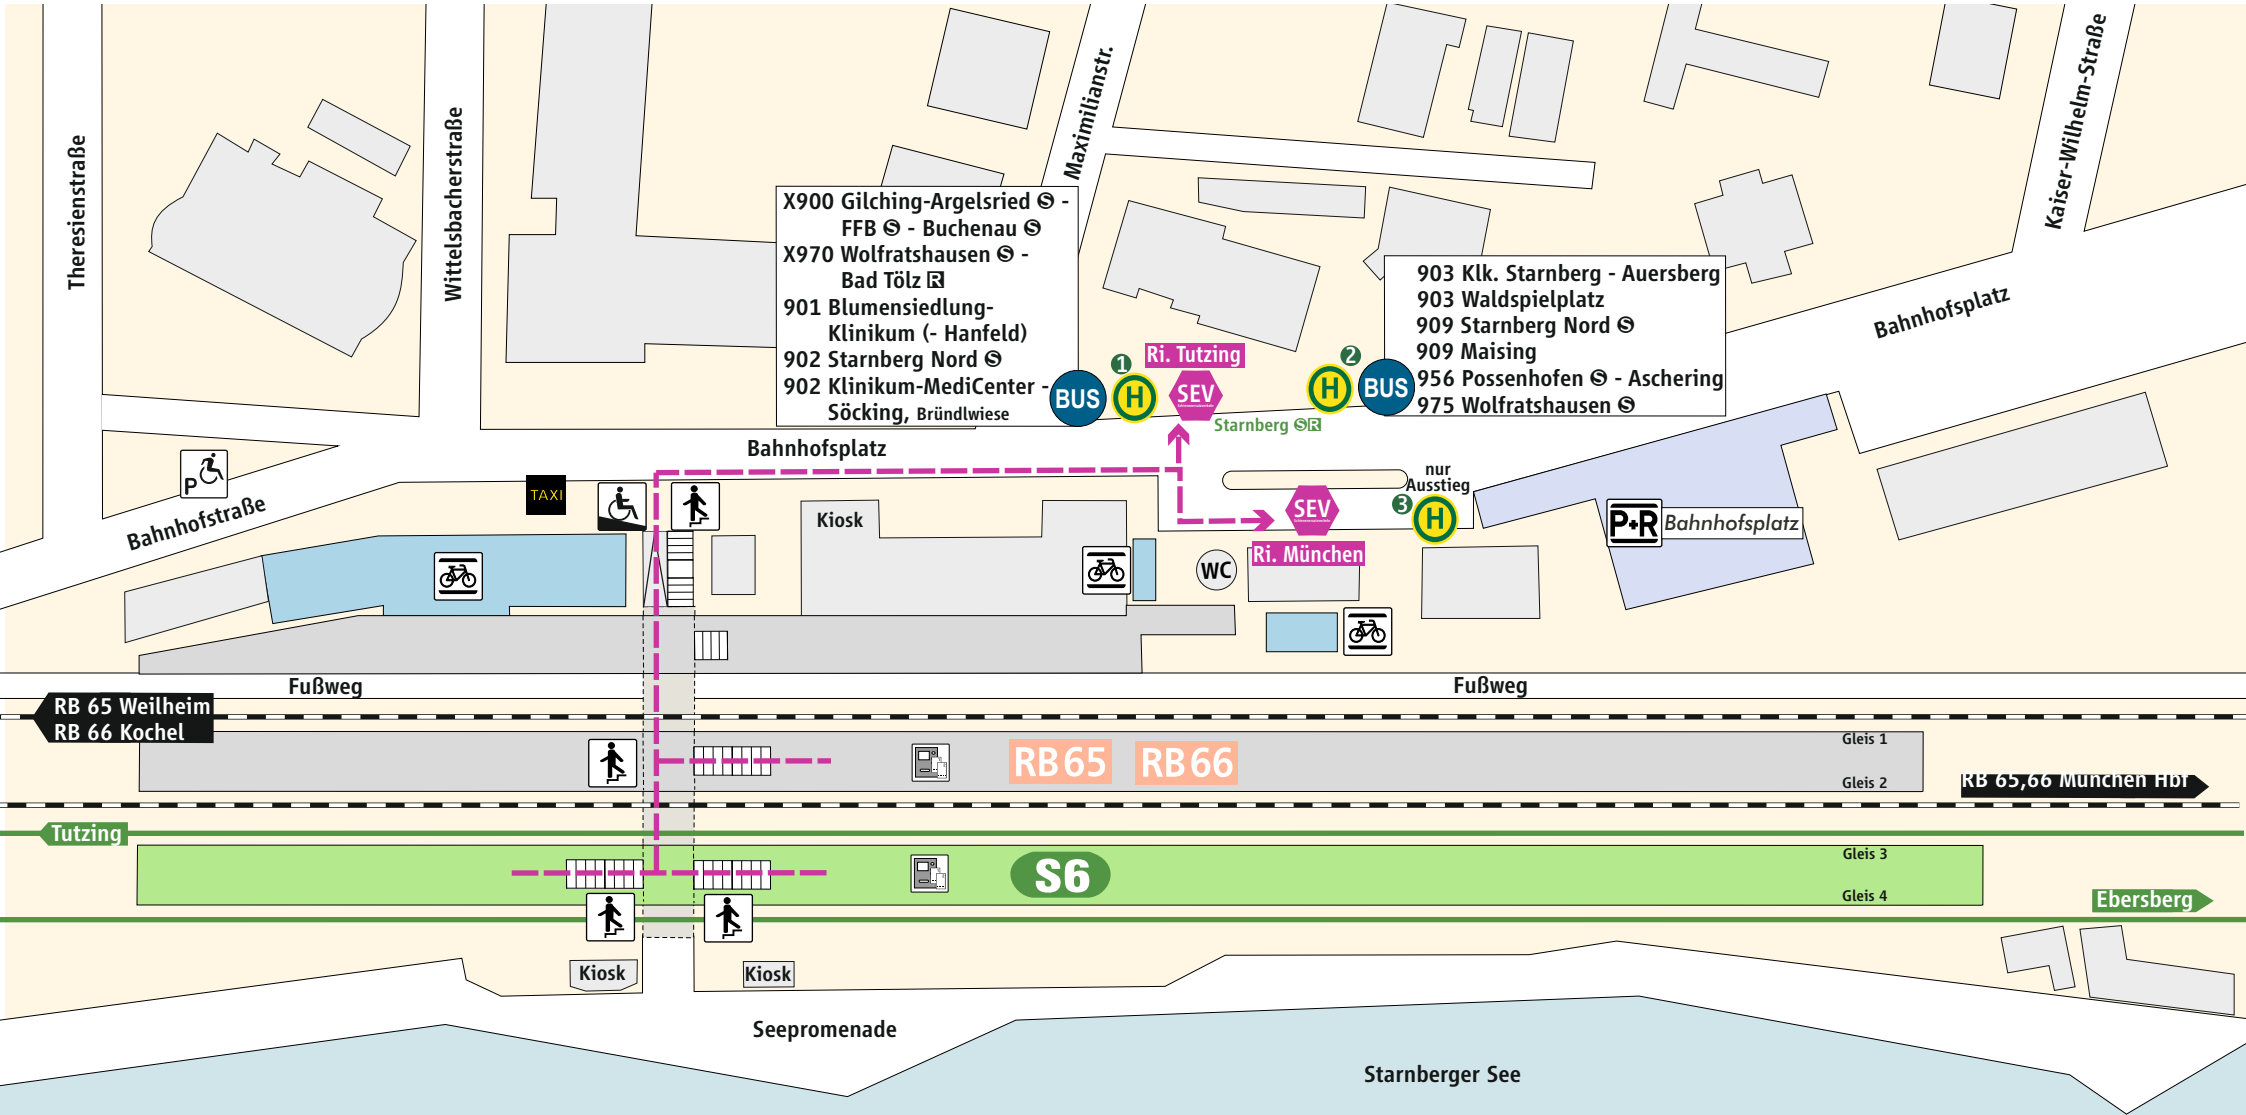 Theresienstraße
Wittelsbacherstraße
Maximilianstr.
Kaiser-Wilhelm-Straße
X900 Gilching-Argelsried S -
FFB S - Buchenau S
X970 Wolfratshausen S -
Bad Tölz R
901 Blumensiedlung-
Klinikum (- Hanfeld)
902 Starnberg Nord S
902 Klinikum-MediCenter -
Söcking, Bründlwiese
BUS
1
H
Ri. Tutzing
SEV
2
H
BUS
903 Klk. Starnberg - Auersberg
903 Waldspielplatz
909 Starnberg Nord S
909 Maising
956 Possenhofen S - Aschering
975 Wolfratshausen S
Bahnhofsplatz
Starnberg S R
Bahnhofsplatz
P
Bahnhofstraße
TAXI
Kiosk
SEV
Ri. München
nur
Ausstieg
3
H
P+R Bahnhofsplatz
WC
Fußweg
Fußweg
RB 65 Weilheim
RB 66 Kochel
RB 65
RB 66
Gleis 1
Gleis 2
RB 65,66 München Hbf
Tutzing
S6
Gleis 3
Gleis 4
Ebersberg
Kiosk
Kiosk
Seepromenade
Starnberger See